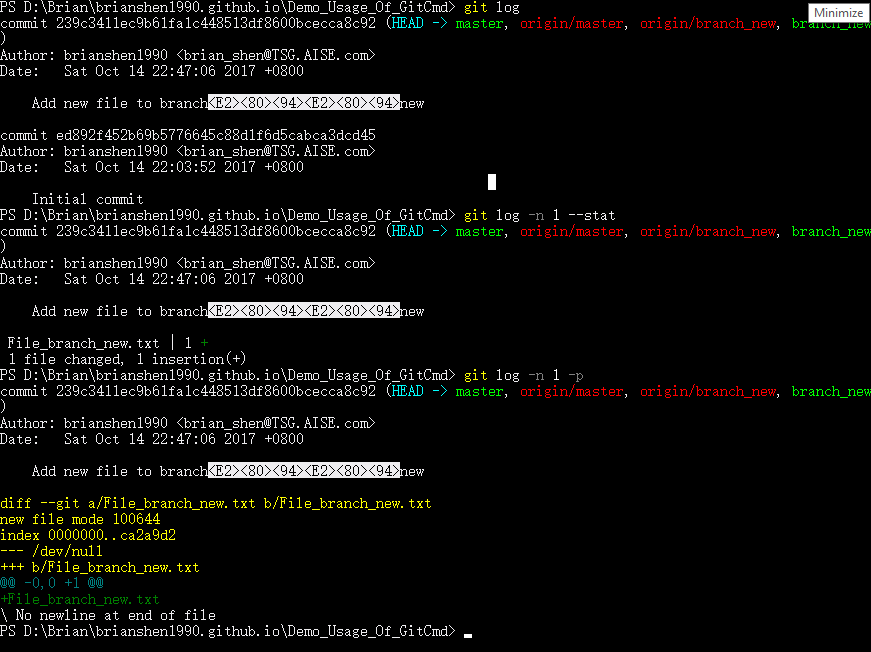 PS D:\Brian\brianshen1990.github.io\Demo_Usage_Of_GitCmd> git log
Minimize
commit 239c3411ec9b61fa1c448513df8600bcecca8c92 (HEAD -> master, origin/master, origin/branch_new, branch_new
)
Author: brianshen1990 <brian_shen@TSG.AISE.com>
Date:   Sat Oct 14 22:47:06 2017 +0800
    Add new file to branch<E2><80><94><E2><80><94>new
commit ed892f452b69b5776645c88d1f6d5cabca3dcd45
Author: brianshen1990 <brian_shen@TSG.AISE.com>
Date:   Sat Oct 14 22:03:52 2017 +0800
    Initial commit
PS D:\Brian\brianshen1990.github.io\Demo_Usage_Of_GitCmd> git log -n 1 --stat
commit 239c3411ec9b61fa1c448513df8600bcecca8c92 (HEAD -> master, origin/master, origin/branch_new, branch_new
)
Author: brianshen1990 <brian_shen@TSG.AISE.com>
Date:   Sat Oct 14 22:47:06 2017 +0800
    Add new file to branch<E2><80><94><E2><80><94>new
 File_branch_new.txt | 1 +
 1 file changed, 1 insertion(+)
PS D:\Brian\brianshen1990.github.io\Demo_Usage_Of_GitCmd> git log -n 1 -p
commit 239c3411ec9b61fa1c448513df8600bcecca8c92 (HEAD -> master, origin/master, origin/branch_new, branch_new
)
Author: brianshen1990 <brian_shen@TSG.AISE.com>
Date:   Sat Oct 14 22:47:06 2017 +0800
    Add new file to branch<E2><80><94><E2><80><94>new
diff --git a/File_branch_new.txt b/File_branch_new.txt
new file mode 100644
index 0000000..ca2a9d2
--- /dev/null
+++ b/File_branch_new.txt
@@ -0,0 +1 @@
+File_branch_new.txt
\ No newline at end of file
PS D:\Brian\brianshen1990.github.io\Demo_Usage_Of_GitCmd>